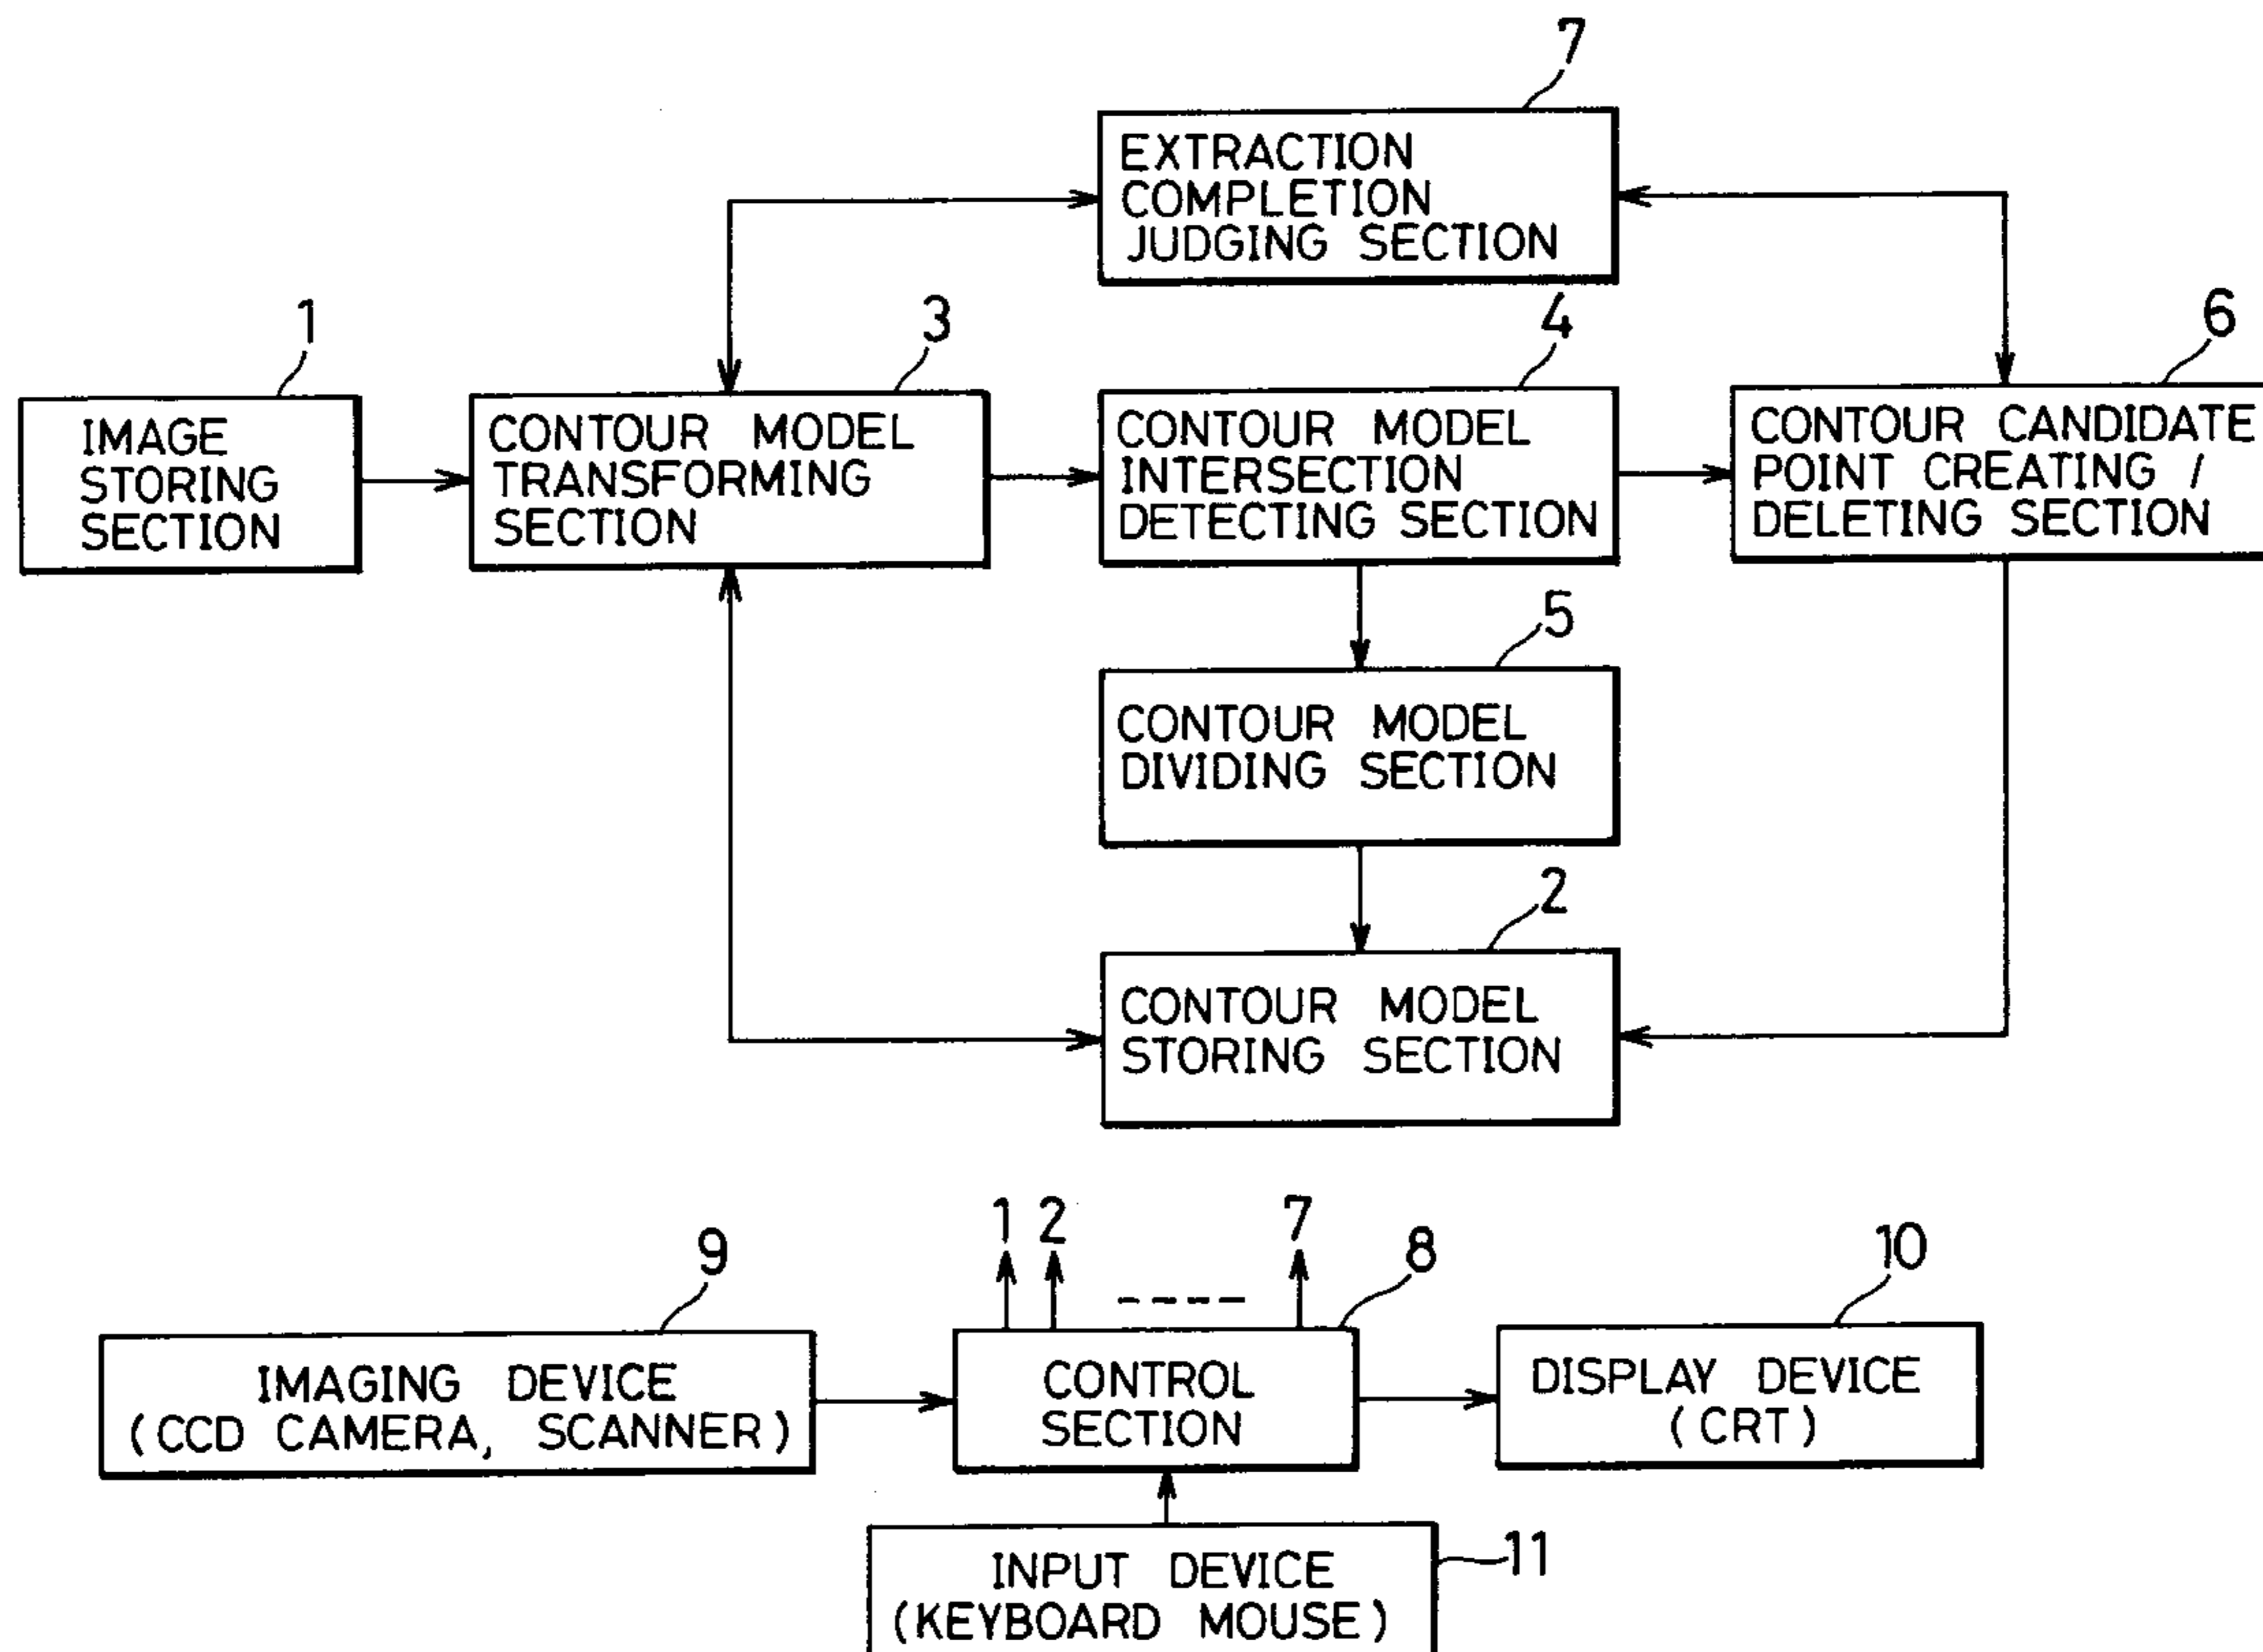 7
EXTRACTION
COMPLETION
JUDGING SECTION
1
IMAGE
STORING
SECTION
3
CONTOUR MODEL
TRANSFORMING
SECTION
4
CONTOUR MODEL
INTERSECTION
DETECTING SECTION
6
CONTOUR CANDIDATE
POINT CREATING /
DELETING SECTION
5
CONTOUR MODEL
DIVIDING SECTION
2
CONTOUR MODEL
STORING SECTION
1 2 ---- 7
9
IMAGING DEVICE
(CCD CAMERA, SCANNER)
8
CONTROL
SECTION
10
DISPLAY DEVICE
(CRT)
11
INPUT DEVICE
(KEYBOARD MOUSE)